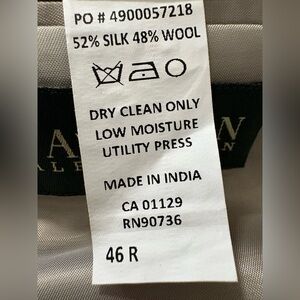 PO # 4900057218
52% SILK 48% WOOL
DRY CLEAN ONLY
LOW MOISTURE
UTILITY PRESS
MADE IN INDIA
CA 01129
RN90736
46 R